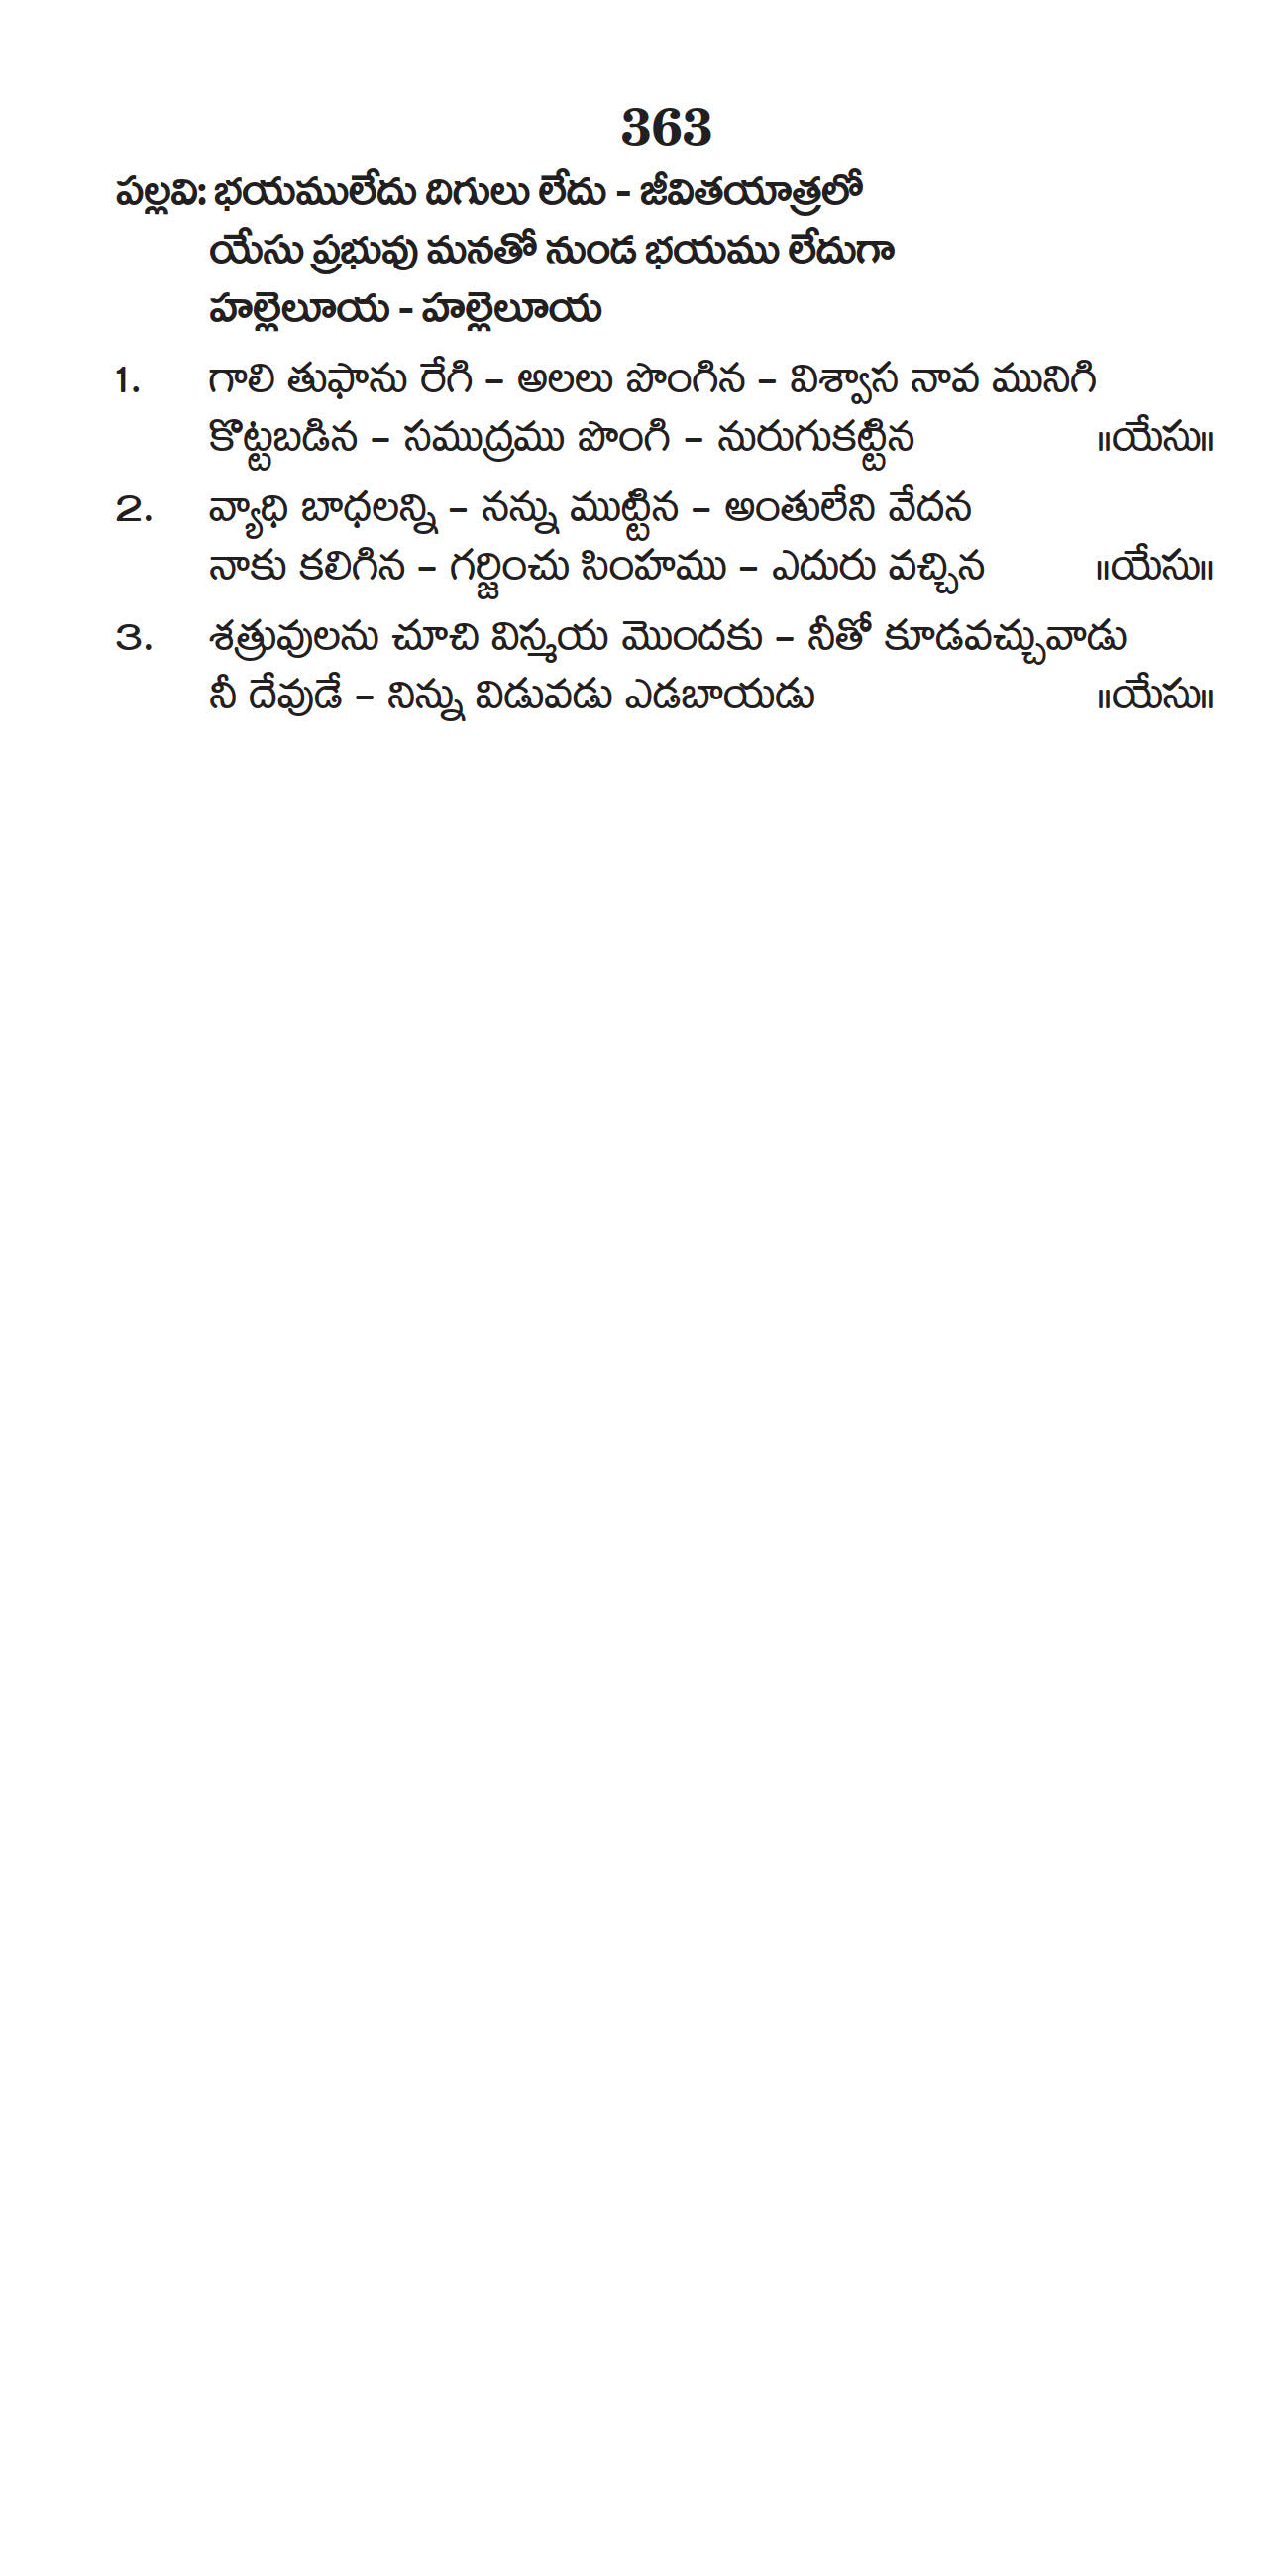 363
పల్లవి: భయములేదు దిగులు లేదు - జీవితయాత్రలో
యేసు ప్రభువు మనతో నుండ భయము లేదుగా
హల్లెలూయ - హల్లెలూయ
1. గాలి తుఫాను రేగి – అలలు పొంగిన – విశ్వాస నావ మునిగి
కొట్టబడిన – సముద్రము పొంగి – నురుగుకట్టిన ॥యేసు॥
2. వ్యాధి బాధలన్ని – నన్ను ముట్టిన – అంతులేని వేదన
నాకు కలిగిన – గర్జించు సింహము – ఎదురు వచ్చిన ॥యేసు॥
3. శత్రువులను చూచి విస్మయ మొందకు – నీతో కూడవచ్చువాడు
నీ దేవుడే – నిన్ను విడువడు ఎడబాయడు ॥యేసు॥